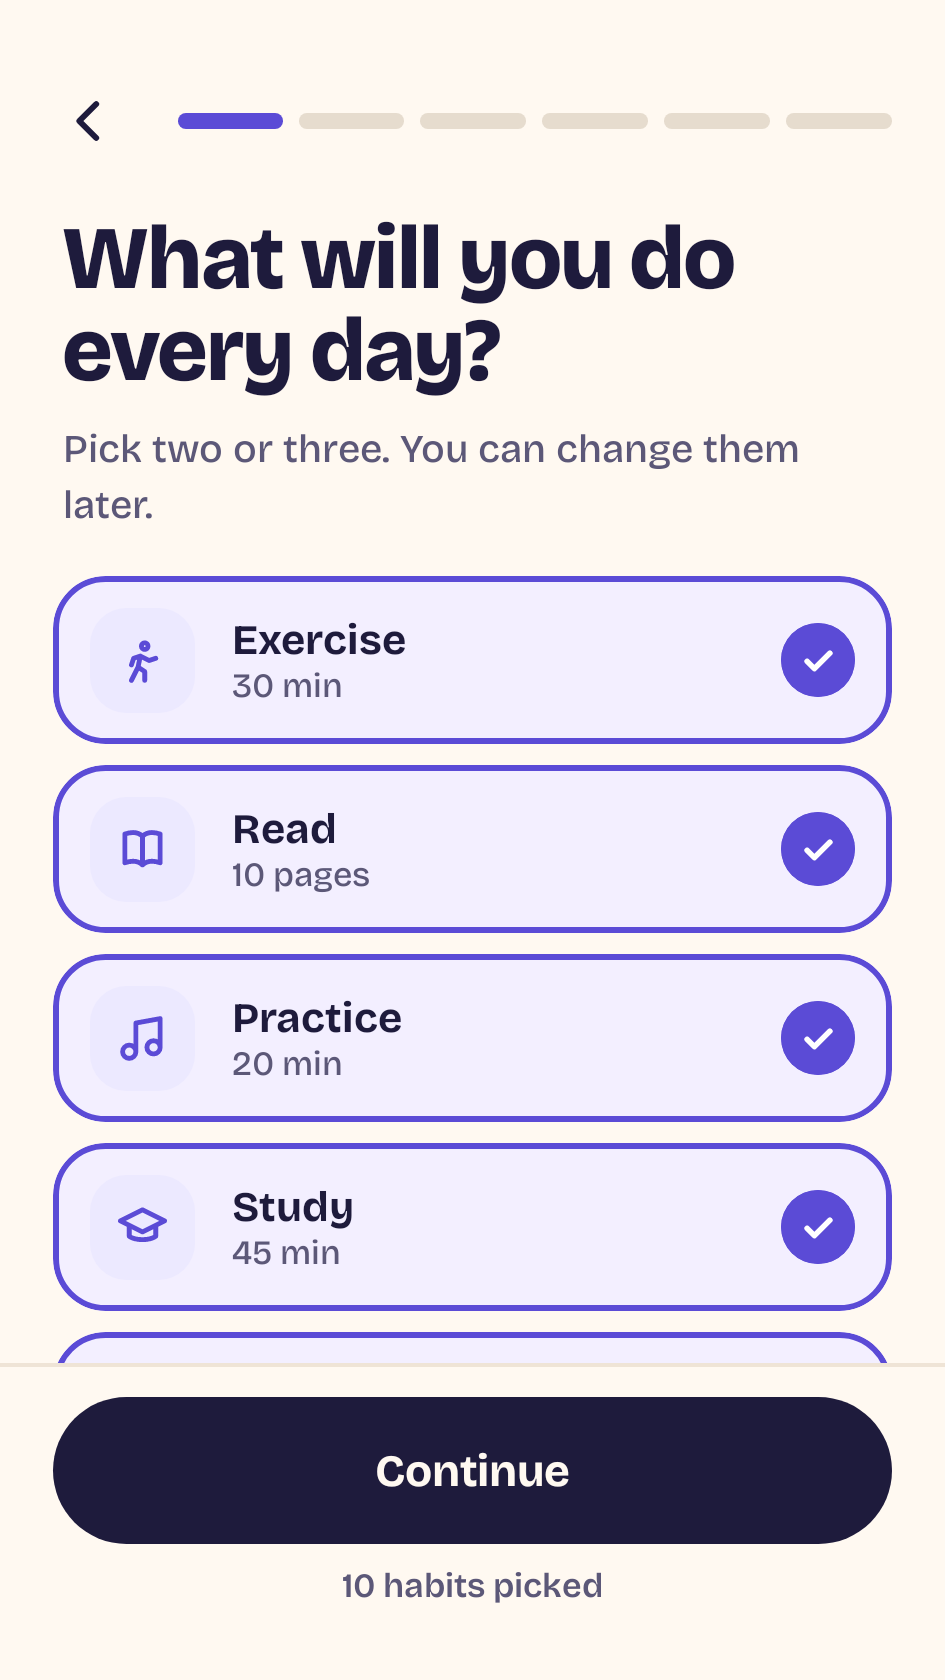 What will you do
every day?
Pick two or three. You can change them
later.
Exercise
30 min
Read
10 pages
Practice
20 min
Study
45 min
Continue
10 habits picked